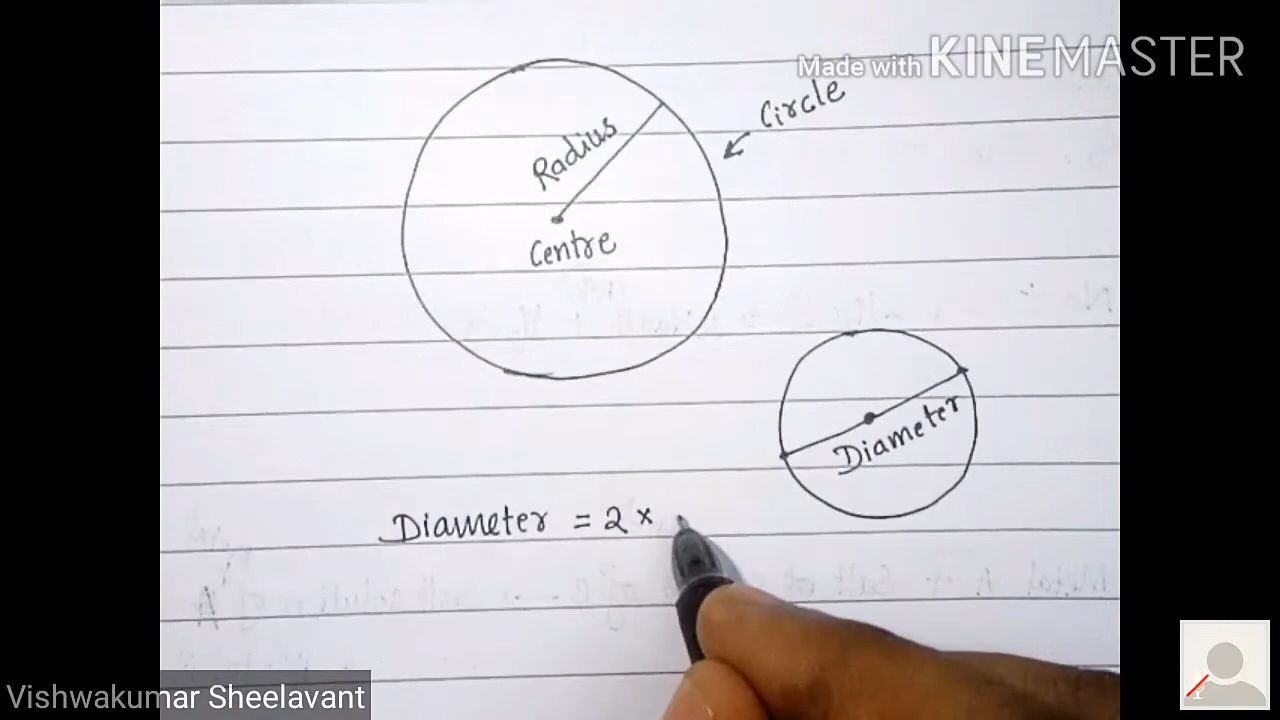 Made with KINEMASTER
Circle
Radius
Centre
Diameter
Diameter = 2 ×
Vishwakumar Sheelavant